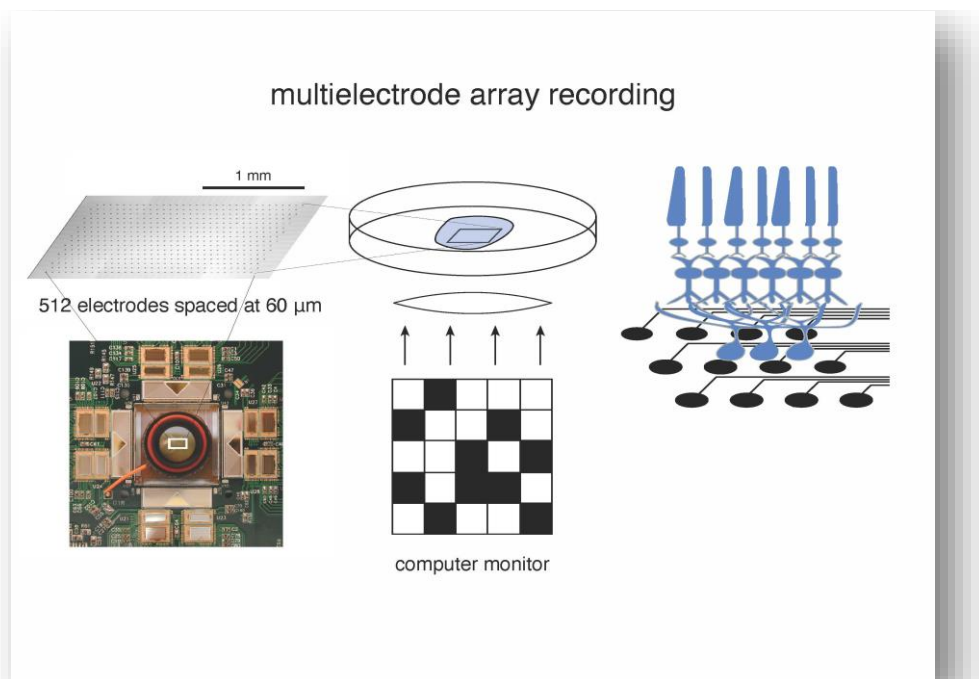 multielectrode array recording
1 mm
512 electrodes spaced at 60 µm
computer monitor